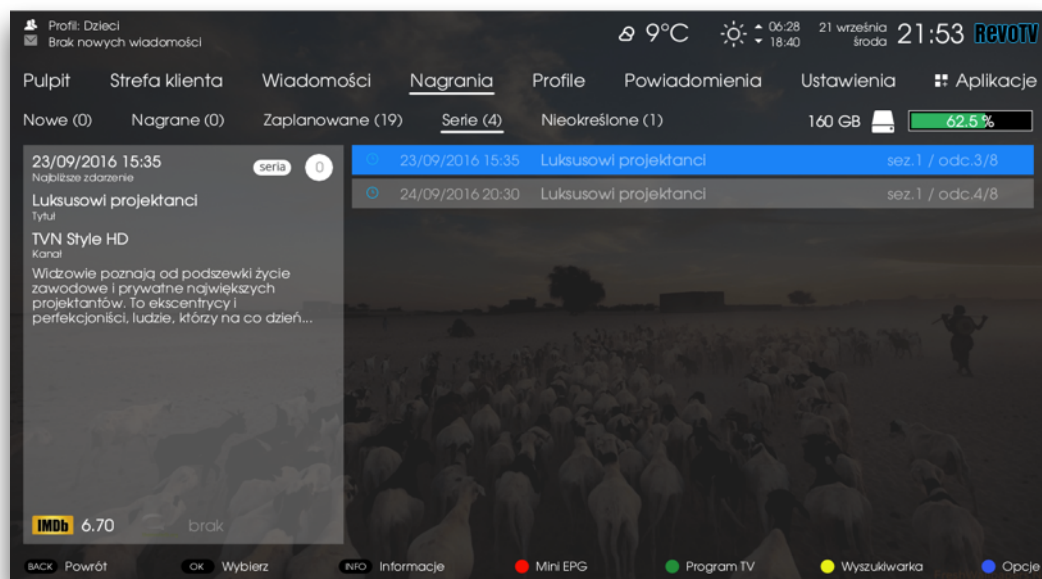 Profil: Dzieci
Brak nowych wiadomości
9°C
06:28
18:40
21 września
środa
21:53
RevoTV
Pulpit Strefa klienta Wiadomości Nagrania Profile Powiadomienia Ustawienia Aplikacje
Nowe (0) Nagrane (0) Zaplanowane (19) Serie (4) Nieokreślone (1) 160 GB 62.5 %
23/09/2016 15:35 seria 0
Najbliższe zdarzenie
Luksusowi projektanci
Tytuł
TVN Style HD
Kanał
Widzowie poznają od podszewki życie
zawodowe i prywatne największych
projektantów. To ekscentrycy i
perfekcjoniści, ludzie, którzy na co dzień...
IMDb 6.70 brak
23/09/2016 15:35 Luksusowi projektanci sez.1 / odc.3/8
24/09/2016 20:30 Luksusowi projektanci sez.1 / odc.4/8
BACK Powrót OK Wybierz INFO Informacje Mini EPG Program TV Wyszukiwarka Opcje